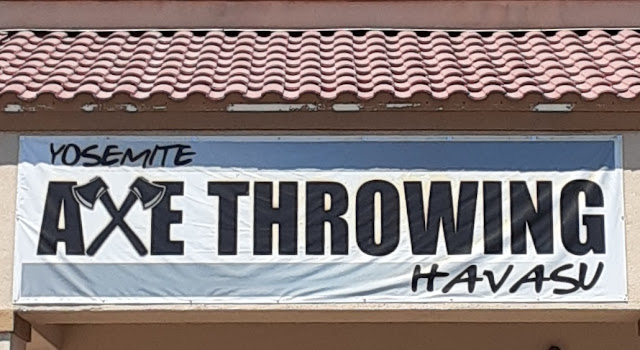 YOSEMITE
AXE THROWING
HAVASU